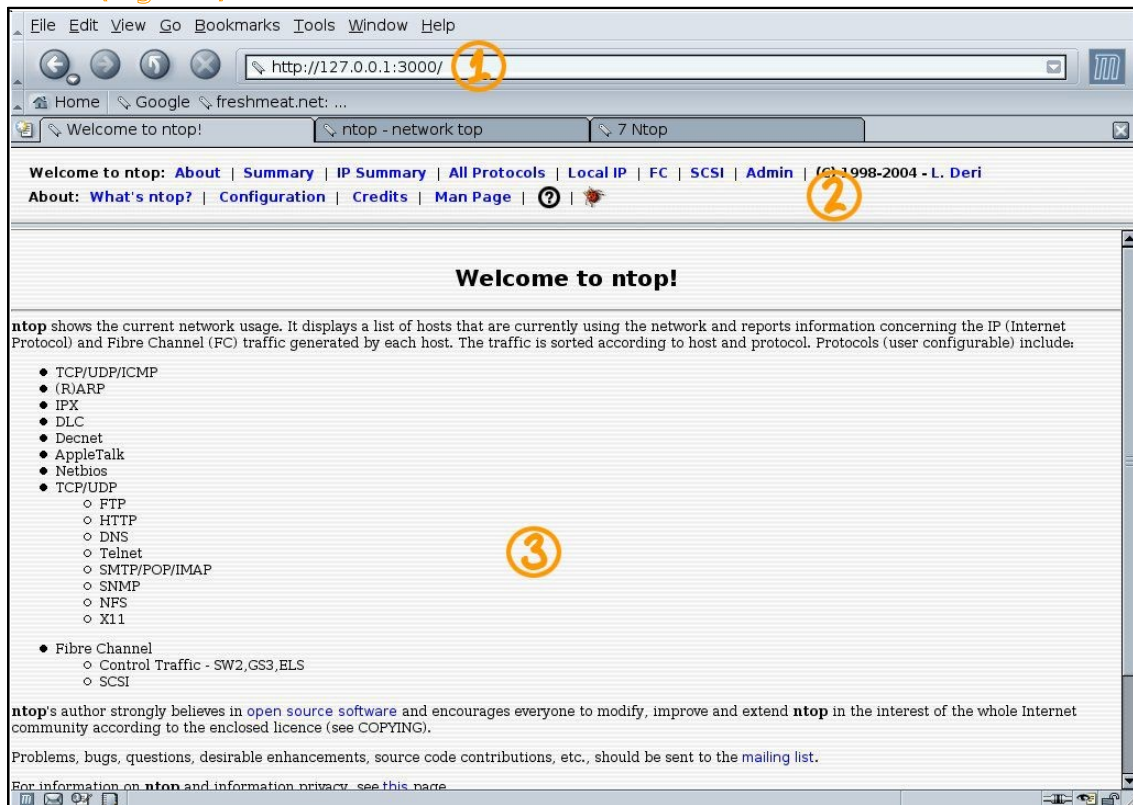 File Edit View Go Bookmarks Tools Window Help
http://127.0.0.1:3000/ 1
Home Google freshmeat.net: ...
Welcome to ntop! ntop - network top 7 Ntop
Welcome to ntop: About | Summary | IP Summary | All Protocols | Local IP | FC | SCSI | Admin | (C) 1998-2004 - L. Deri
About: What's ntop? | Configuration | Credits | Man Page | ? |
2
Welcome to ntop!
ntop shows the current network usage. It displays a list of hosts that are currently using the network and reports information concerning the IP (Internet
Protocol) and Fibre Channel (FC) traffic generated by each host. The traffic is sorted according to host and protocol. Protocols (user configurable) include:
TCP/UDP/ICMP
(R)ARP
IPX
DLC
Decnet
AppleTalk
Netbios
TCP/UDP
FTP
HTTP
DNS
Telnet
SMTP/POP/IMAP
SNMP
NFS
X11
3
Fibre Channel
Control Traffic - SW2,GS3,ELS
SCSI
ntop's author strongly believes in open source software and encourages everyone to modify, improve and extend ntop in the interest of the whole Internet
community according to the enclosed licence (see COPYING).
Problems, bugs, questions, desirable enhancements, source code contributions, etc., should be sent to the mailing list.
For information on ntop and information privacy, see this page